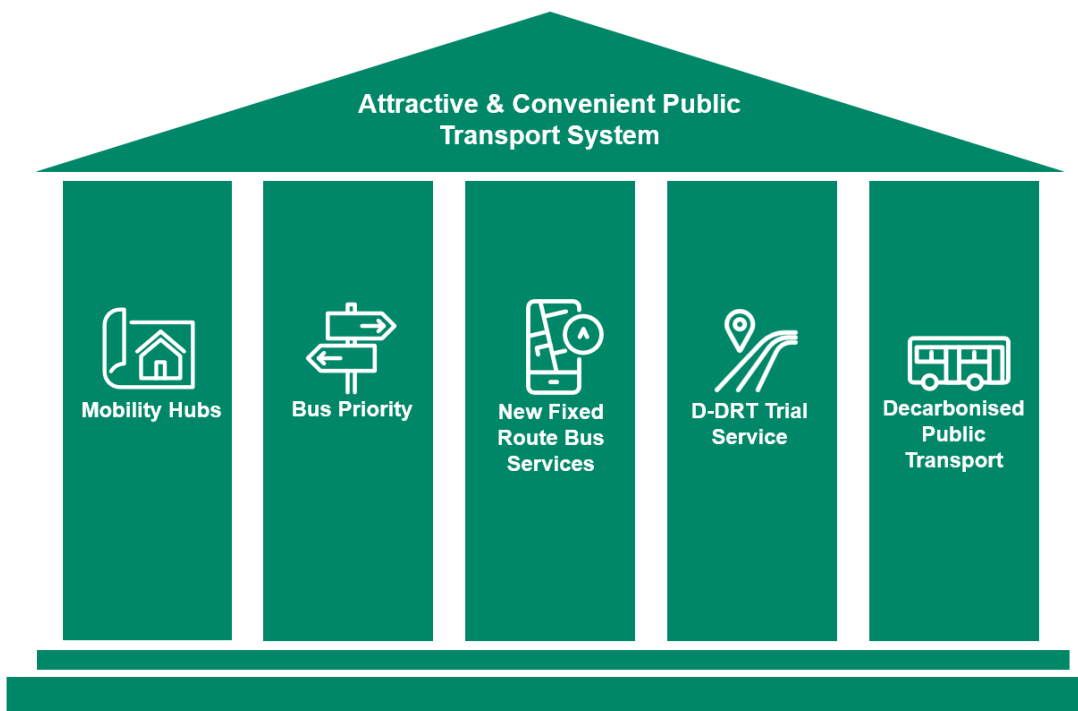 Attractive & Convenient Public
Transport System
Mobility Hubs
Bus Priority
New Fixed
Route Bus
Services
D-DRT Trial
Service
Decarbonised
Public
Transport